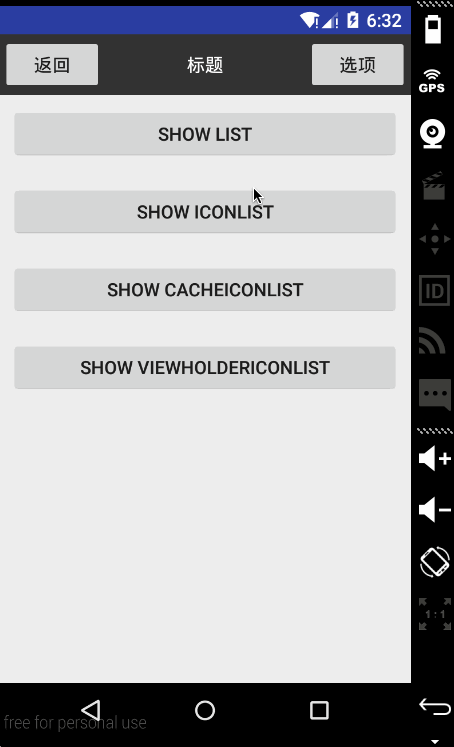 6:32
返回 标题 选项
SHOW LIST
SHOW ICONLIST
SHOW CACHEICONLIST
SHOW VIEWHOLDERICONLIST
free for personal use
GPS
ID
1:1